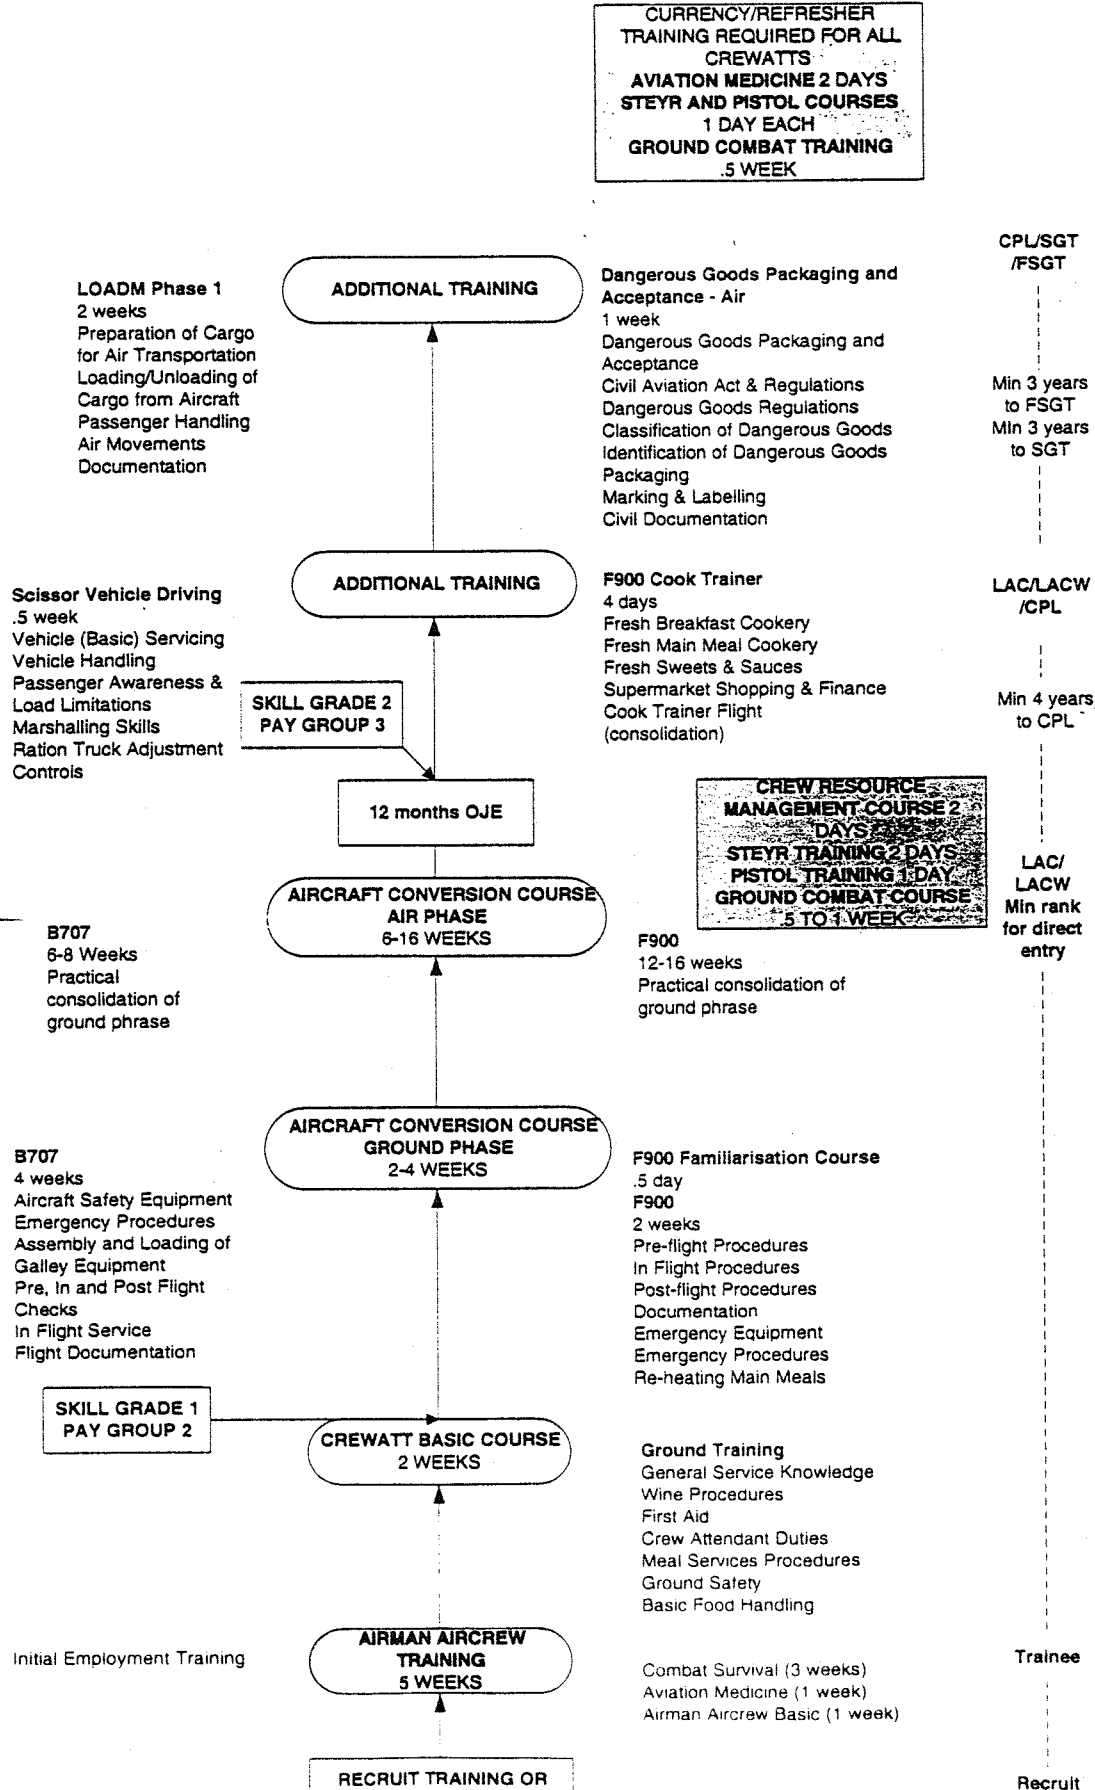 CURRENCY/REFRESHER
TRAINING REQUIRED FOR ALL
CREWATTS
AVIATION MEDICINE 2 DAYS
STEYR AND PISTOL COURSES
1 DAY EACH
GROUND COMBAT TRAINING
.5 WEEK
CPL/SGT
/FSGT
LOADM Phase 1
2 weeks
Preparation of Cargo
for Air Transportation
Loading/Unloading of
Cargo from Aircraft
Passenger Handling
Air Movements
Documentation
ADDITIONAL TRAINING
Dangerous Goods Packaging and
Acceptance - Air
1 week
Dangerous Goods Packaging and
Acceptance
Civil Aviation Act & Regulations
Dangerous Goods Regulations
Classification of Dangerous Goods
Identification of Dangerous Goods
Packaging
Marking & Labelling
Civil Documentation
Min 3 years
to FSGT
Min 3 years
to SGT
Scissor Vehicle Driving
.5 week
Vehicle (Basic) Servicing
Vehicle Handling
Passenger Awareness &
Load Limitations
Marshalling Skills
Ration Truck Adjustment
Controls
ADDITIONAL TRAINING
F900 Cook Trainer
4 days
Fresh Breakfast Cookery
Fresh Main Meal Cookery
Fresh Sweets & Sauces
Supermarket Shopping & Finance
Cook Trainer Flight
(consolidation)
LAC/LACW
/CPL
Min 4 years
to CPL
SKILL GRADE 2
PAY GROUP 3
12 months OJE
CREW RESOURCE
MANAGEMENT COURSE 2
DAYS
STEYR TRAINING 2 DAYS
PISTOL TRAINING 1 DAY
GROUND COMBAT COURSE
.5 TO 1 WEEK
LAC/
LACW
Min rank
for direct
entry
AIRCRAFT CONVERSION COURSE
AIR PHASE
6-16 WEEKS
B707
6-8 Weeks
Practical
consolidation of
ground phrase
F900
12-16 weeks
Practical consolidation of
ground phrase
AIRCRAFT CONVERSION COURSE
GROUND PHASE
2-4 WEEKS
B707
4 weeks
Aircraft Safety Equipment
Emergency Procedures
Assembly and Loading of
Galley Equipment
Pre, In and Post Flight
Checks
In Flight Service
Flight Documentation
F900 Familiarisation Course
.5 day
F900
2 weeks
Pre-flight Procedures
In Flight Procedures
Post-flight Procedures
Documentation
Emergency Equipment
Emergency Procedures
Re-heating Main Meals
SKILL GRADE 1
PAY GROUP 2
CREWATT BASIC COURSE
2 WEEKS
Ground Training
General Service Knowledge
Wine Procedures
First Aid
Crew Attendant Duties
Meal Services Procedures
Ground Safety
Basic Food Handling
Initial Employment Training
AIRMAN AIRCREW
TRAINING
5 WEEKS
Combat Survival (3 weeks)
Aviation Medicine (1 week)
Airman Aircrew Basic (1 week)
Trainee
RECRUIT TRAINING OR
Recruit